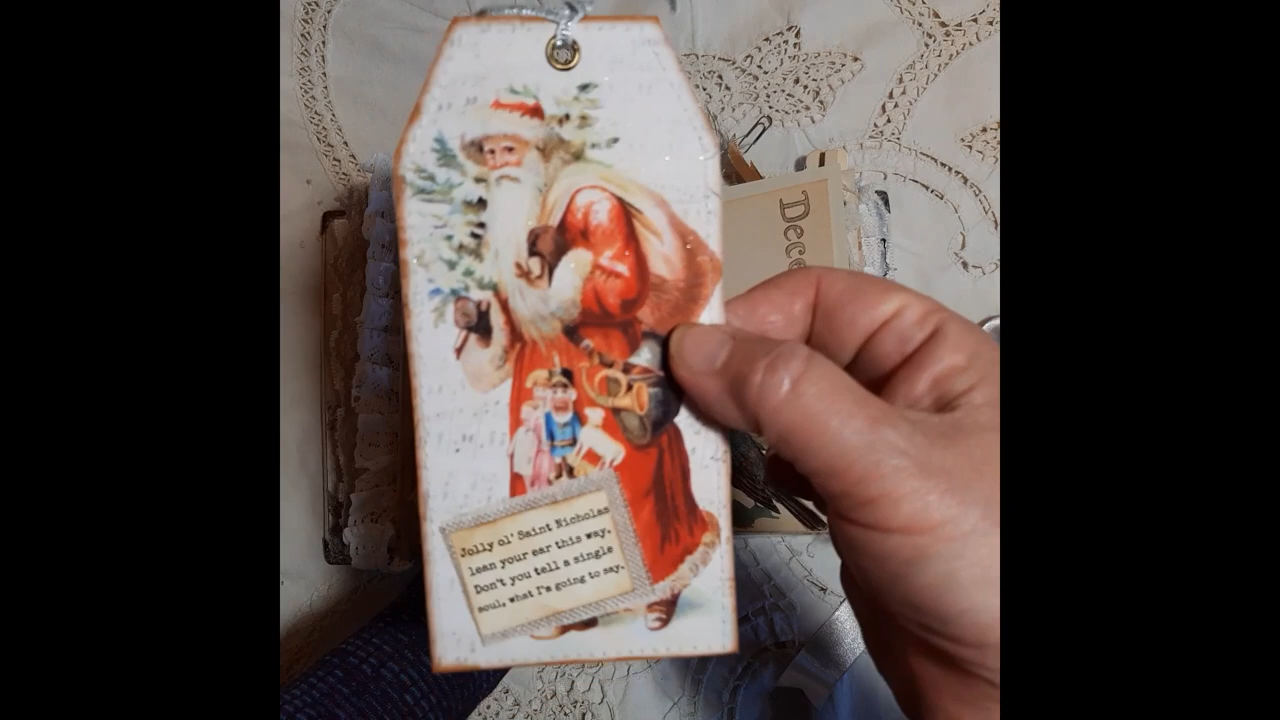 Dece
Jolly ol' Saint Nicholas
lean your ear this way.
Don't you tell a single
soul, what I'm going to say.